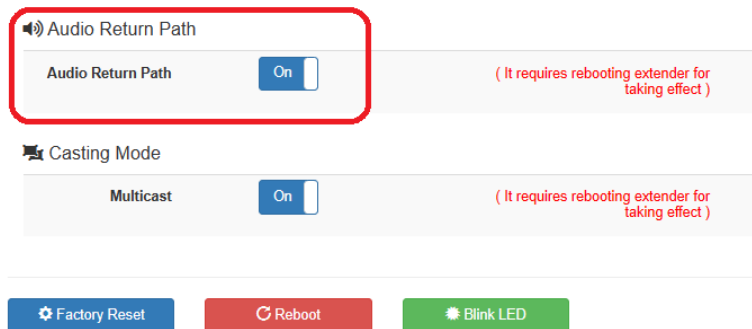 Audio Return Path
Audio Return Path On ( It requires rebooting extender for
taking effect )
Casting Mode
Multicast On ( It requires rebooting extender for
taking effect )
Factory Reset Reboot Blink LED